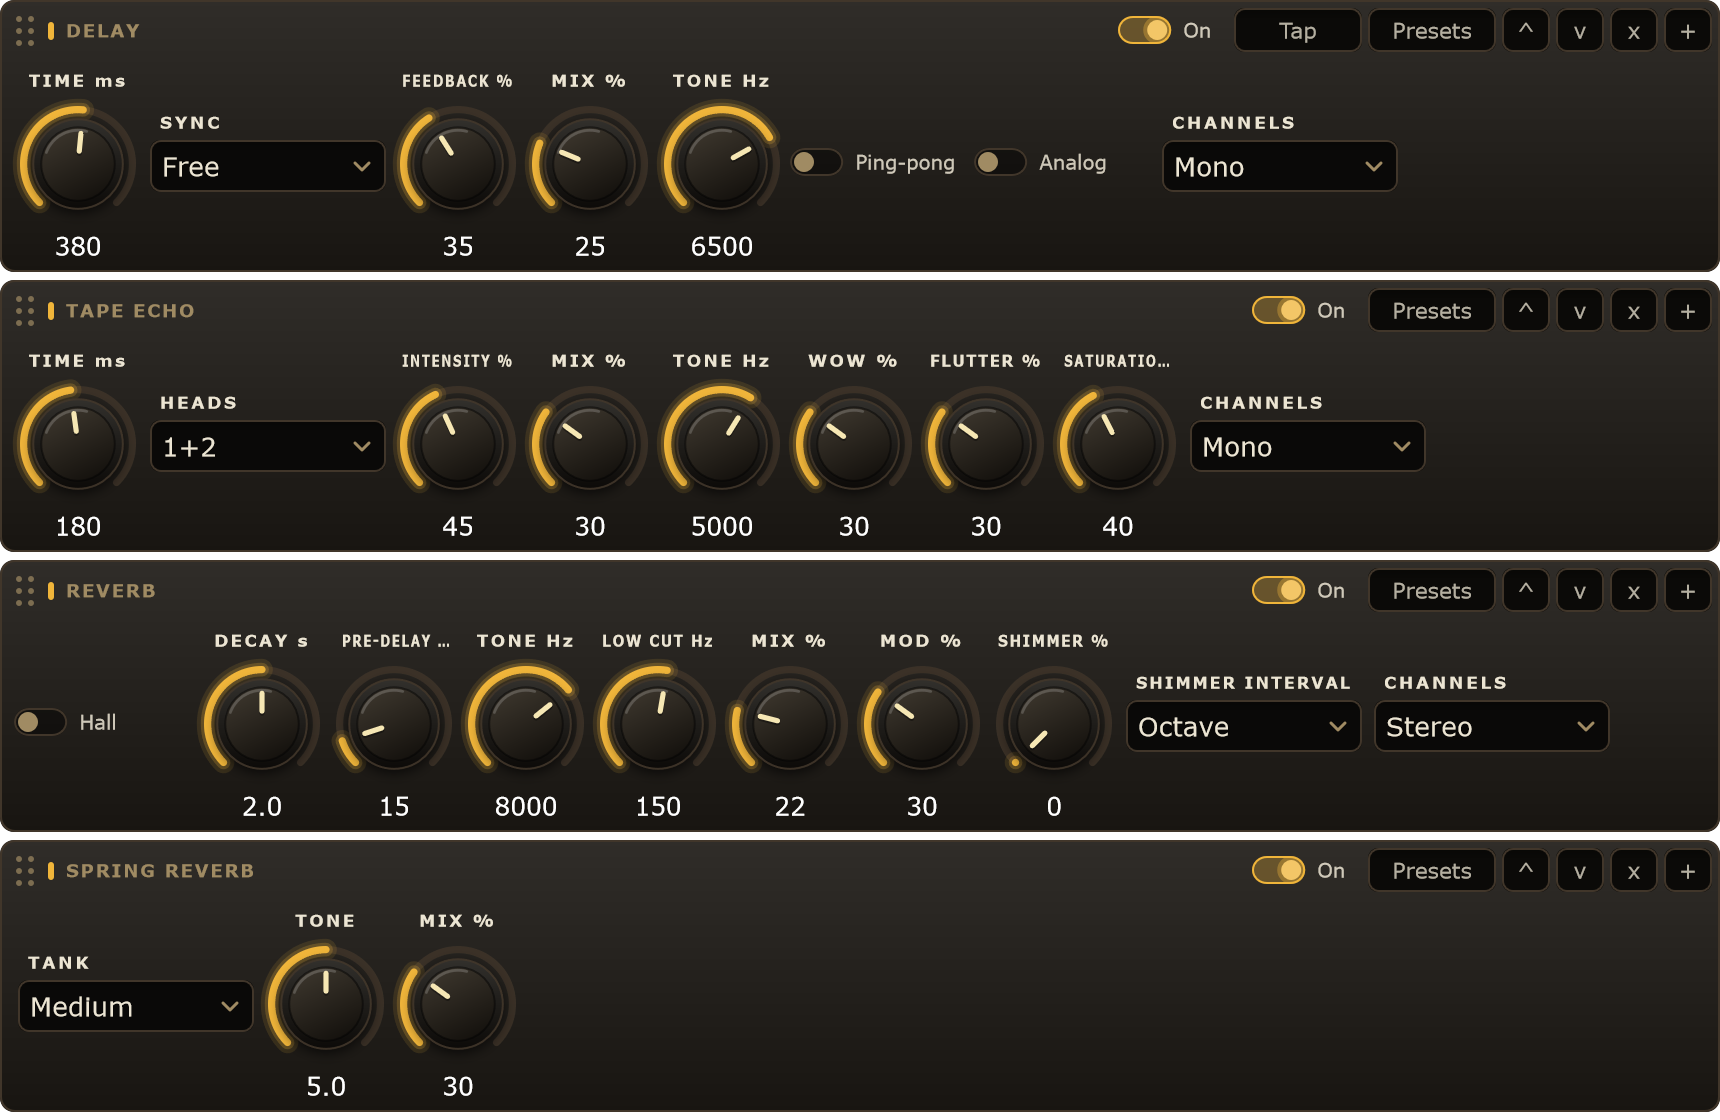 DELAY On Tap Presets ^ v x +
TIME ms FEEDBACK % MIX % TONE Hz
SYNC CHANNELS
Free Ping-pong Analog Mono
380 35 25 6500
TAPE ECHO On Presets ^ v x +
TIME ms INTENSITY % MIX % TONE Hz WOW % FLUTTER % SATURATIO...
HEADS CHANNELS
1+2 Mono
180 45 30 5000 30 30 40
REVERB On Presets ^ v x +
DECAY s PRE-DELAY ... TONE Hz LOW CUT Hz MIX % MOD % SHIMMER %
SHIMMER INTERVAL CHANNELS
Hall Octave Stereo
2.0 15 8000 150 22 30 0
SPRING REVERB On Presets ^ v x +
TONE MIX %
TANK
Medium
5.0 30